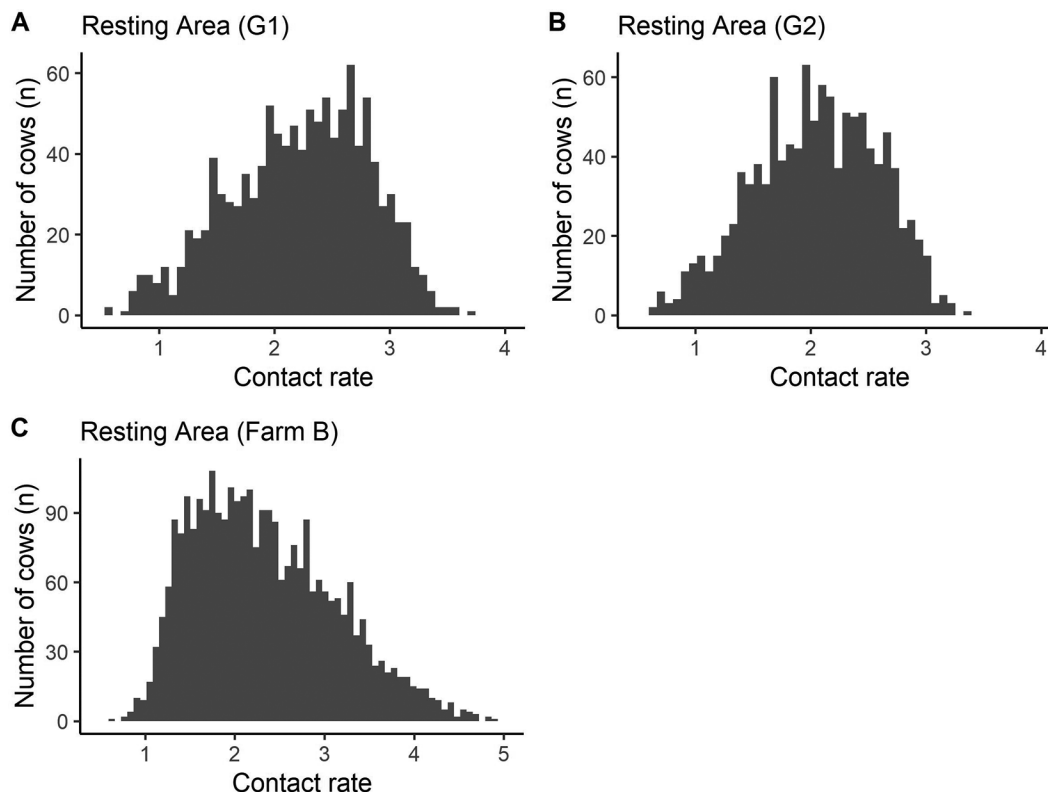 A Resting Area (G1)
Number of cows (n)
60
40
20
0
1 2 3 4
Contact rate
B Resting Area (G2)
Number of cows (n)
60
40
20
0
1 2 3 4
Contact rate
C Resting Area (Farm B)
Number of cows (n)
90
60
30
0
1 2 3 4 5
Contact rate